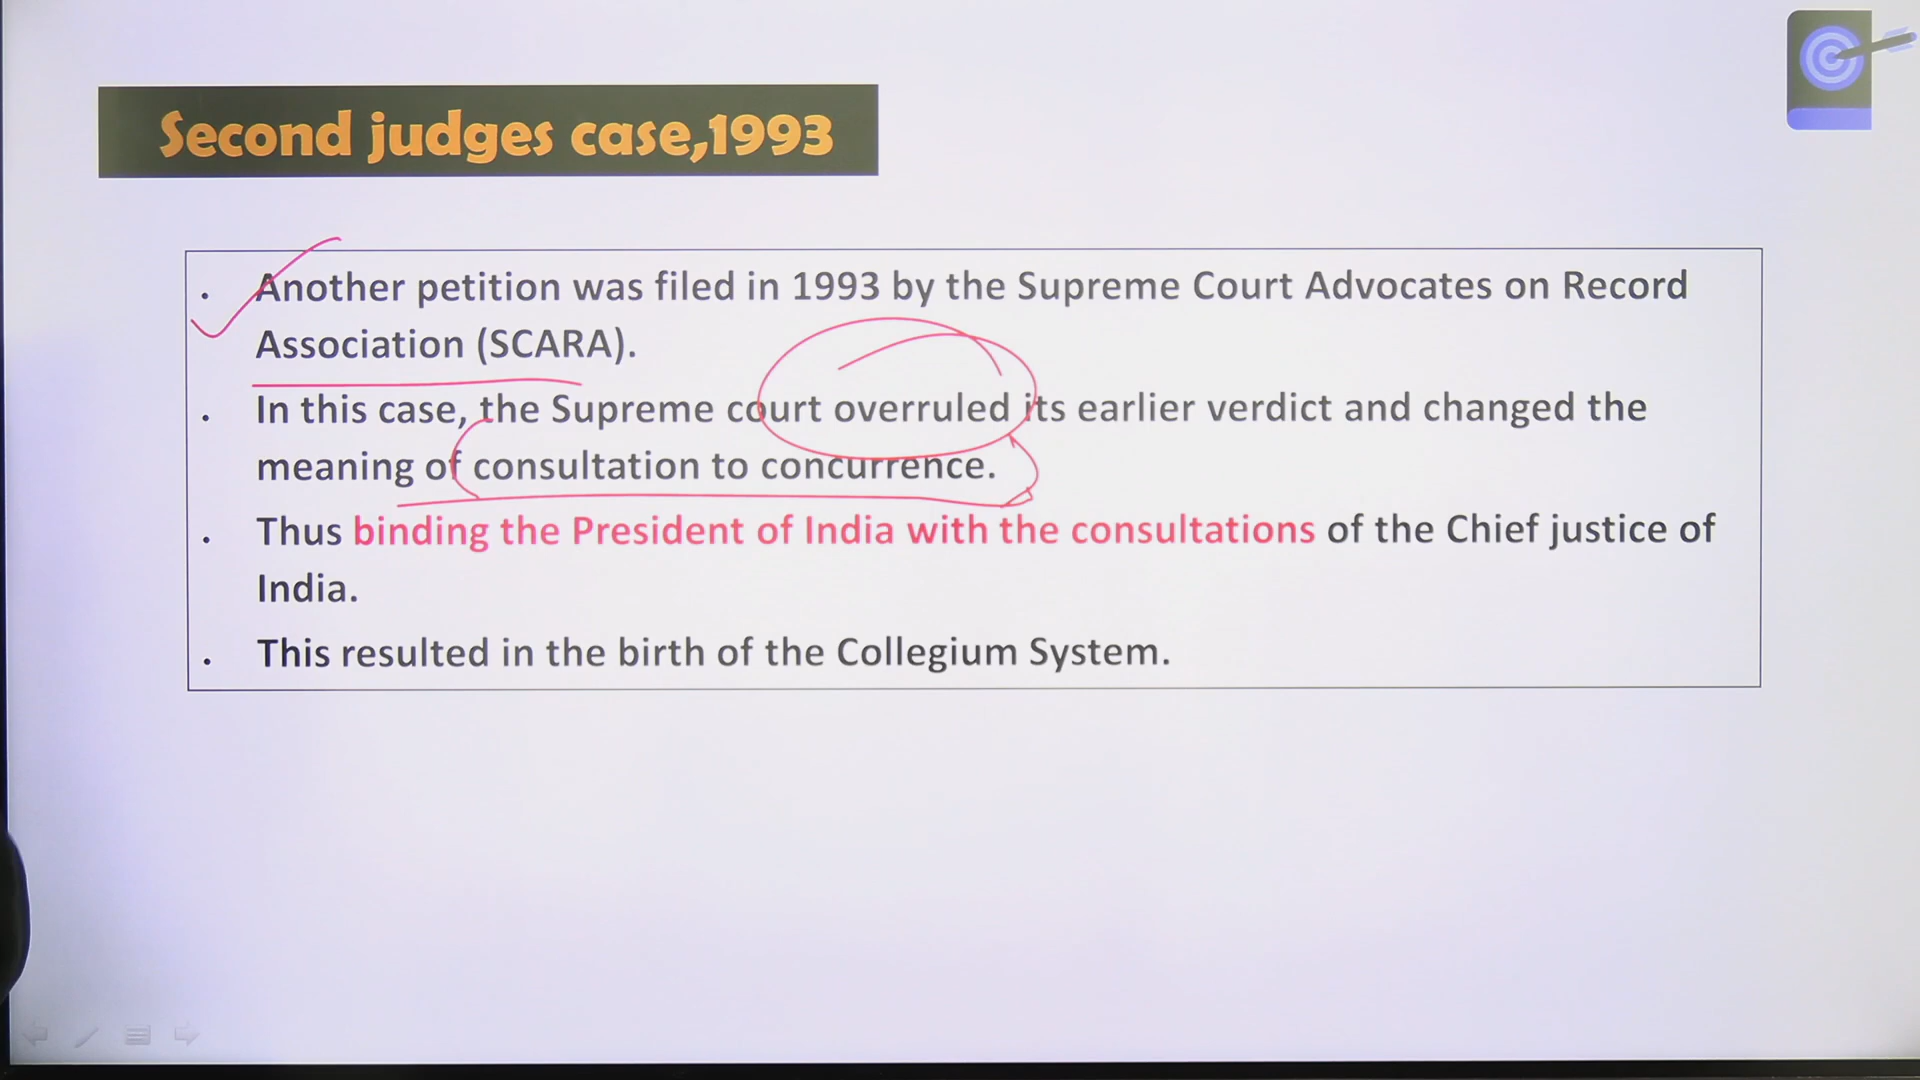 Second judges case,1993
. Another petition was filed in 1993 by the Supreme Court Advocates on Record
Association (SCARA).
. In this case, the Supreme court overruled its earlier verdict and changed the
meaning of consultation to concurrence.
. Thus binding the President of India with the consultations of the Chief justice of
India.
. This resulted in the birth of the Collegium System.